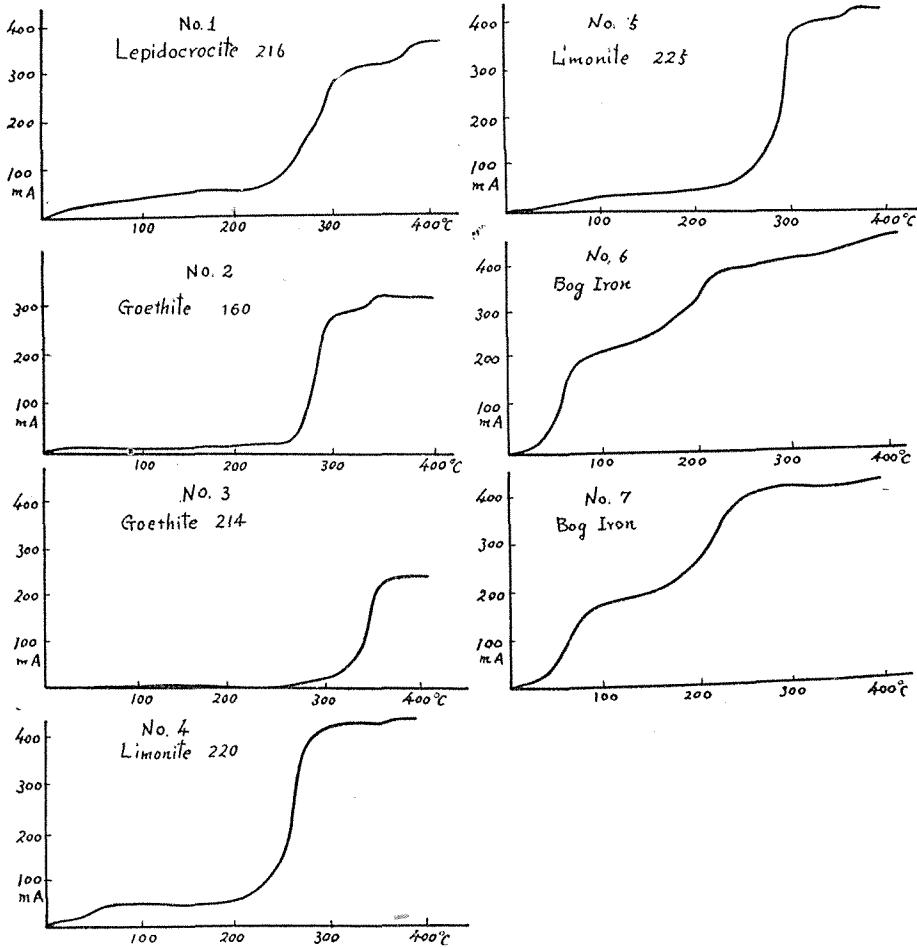 No. 1
Lepidocrocite 216
400
300
200
100
mA
100 200 300 400°C
No. 2
Goethite 160
300
200
100
mA
100 200 300 400°C
No. 3
Goethite 214
400
300
200
100
mA
100 200 300 400°C
No. 4
Limonite 220
400
300
200
100
mA
100 200 300 400°C
No. 5
Limonite 225
400
300
200
100
mA
100 200 300 400°C
No. 6
Bog Iron
400
300
200
100
mA
100 200 300 400°C
No. 7
Bog Iron
400
300
200
100
mA
100 200 300 400°C